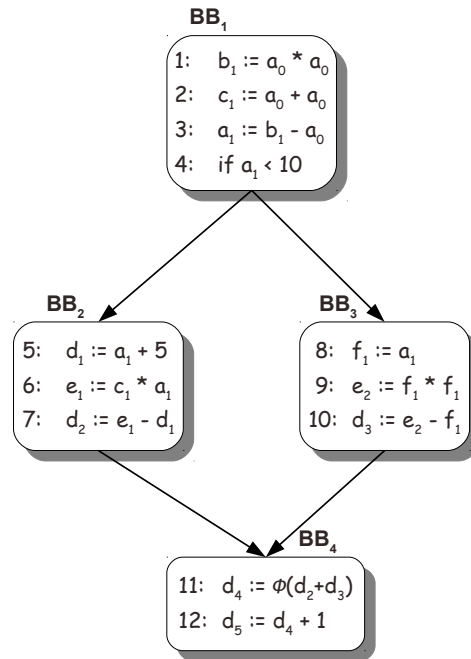 BB₁
1: b₁ := a₀ * a₀
2: c₁ := a₀ + a₀
3: a₁ := b₁ - a₀
4: if a₁ < 10
BB₂
5: d₁ := a₁ + 5
6: e₁ := c₁ * a₁
7: d₂ := e₁ - d₁
BB₃
8: f₁ := a₁
9: e₂ := f₁ * f₁
10: d₃ := e₂ - f₁
BB₄
11: d₄ := Φ(d₂+d₃)
12: d₅ := d₄ + 1